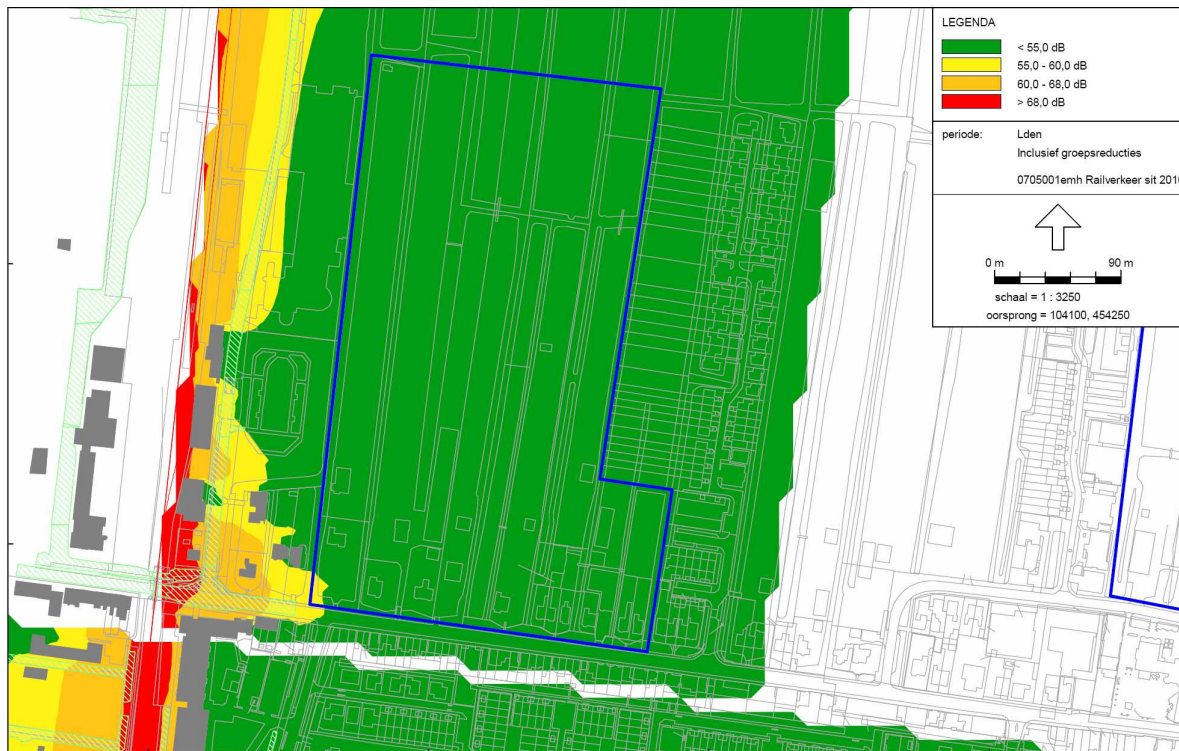 LEGENDA
< 55,0 dB
55,0 - 60,0 dB
60,0 - 68,0 dB
> 68,0 dB
periode: Lden
Inclusief groepsreducties
0705001emh Railverkeer sit 2010
0 m 90 m
schaal = 1 : 3250
oorsprong = 104100, 454250